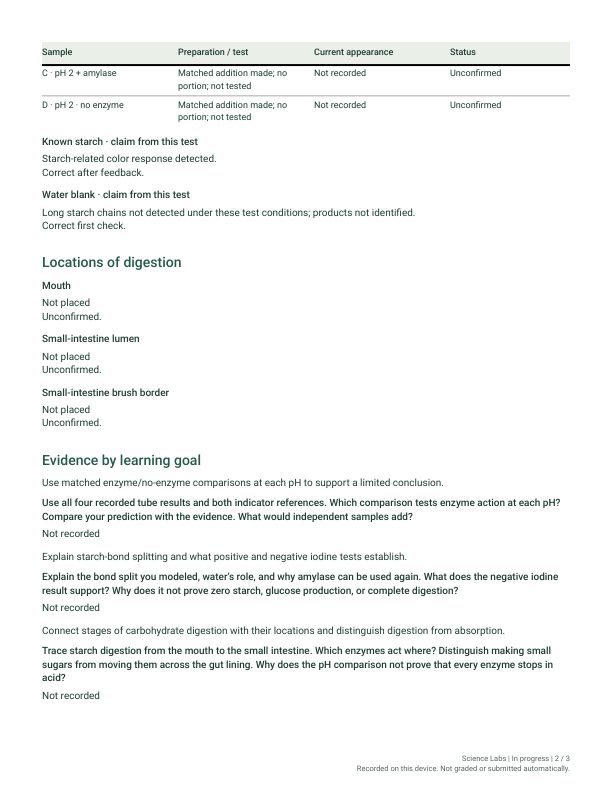 Sample Preparation / test Current appearance Status
C · pH 2 + amylase Matched addition made; no portion; not tested Not recorded Unconfirmed
D · pH 2 · no enzyme Matched addition made; no portion; not tested Not recorded Unconfirmed
Known starch · claim from this test
Starch-related color response detected.
Correct after feedback.
Water blank · claim from this test
Long starch chains not detected under these test conditions; products not identified.
Correct first check.
Locations of digestion
Mouth
Not placed
Unconfirmed.
Small-intestine lumen
Not placed
Unconfirmed.
Small-intestine brush border
Not placed
Unconfirmed.
Evidence by learning goal
Use matched enzyme/no-enzyme comparisons at each pH to support a limited conclusion.
Use all four recorded tube results and both indicator references. Which comparison tests enzyme action at each pH?
Compare your prediction with the evidence. What would independent samples add?
Not recorded
Explain starch-bond splitting and what positive and negative iodine tests establish.
Explain the bond split you modeled, water's role, and why amylase can be used again. What does the negative iodine
result support? Why does it not prove zero starch, glucose production, or complete digestion?
Not recorded
Connect stages of carbohydrate digestion with their locations and distinguish digestion from absorption.
Trace starch digestion from the mouth to the small intestine. Which enzymes act where? Distinguish making small
sugars from moving them across the gut lining. Why does the pH comparison not prove that every enzyme stops in
acid?
Not recorded
Science Labs | In progress | 2 / 3
Recorded on this device. Not graded or submitted automatically.